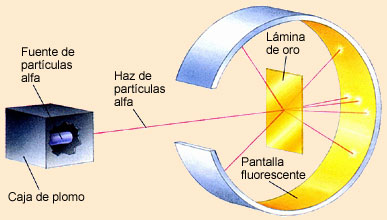 Fuente de
partículas
alfa
Haz de
partículas
alfa
Lámina
de oro
Pantalla
fluorescente
Caja de plomo